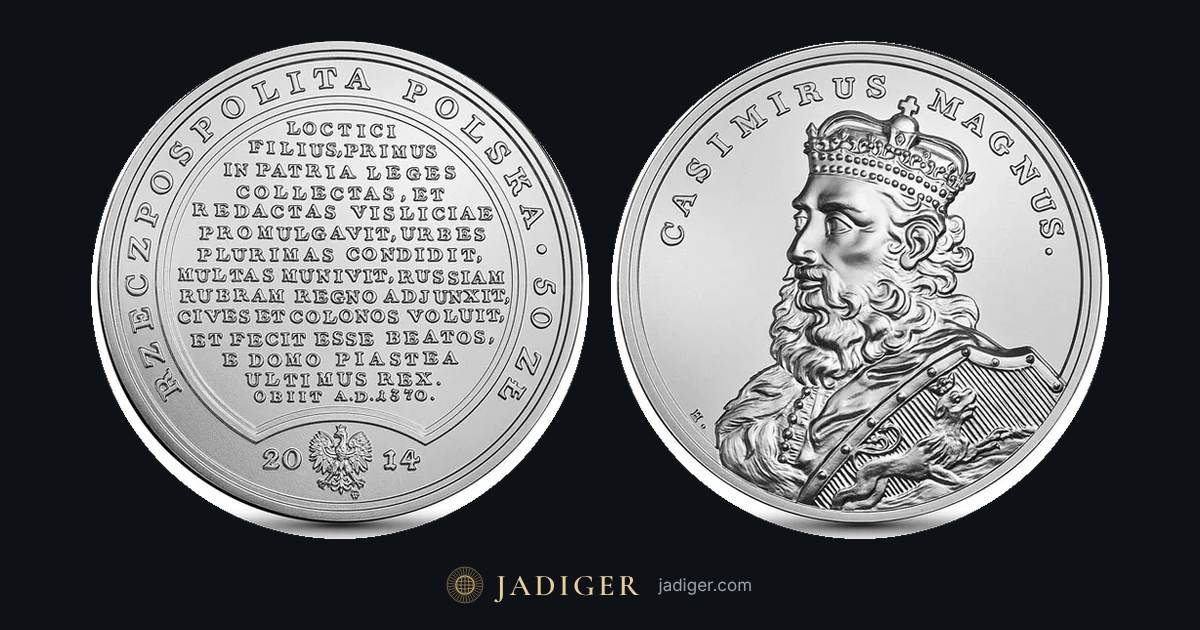 RZECZPOSPOLITA POLSKA · 50 ZŁ
LOCTICI
FILIUS, PRIMUS
IN PATRIA LEGES
COLLECTAS, ET
REDACTAS VISLICIAE
PROMULGAVIT, URBES
PLURIMAS CONDIDIT,
MULTAS MUNIVIT, RUSSIAM
RUBRAM REGNO ADJUNXIT,
CIVES ET COLONOS VOLUIT,
ET FECIT ESSE BEATOS,
E DOMO PIASTEA
ULTIMUS REX.
OBIIT A.D.1370.
20 14
CASIMIRUS MAGNUS.
H.
JADIGER jadiger.com